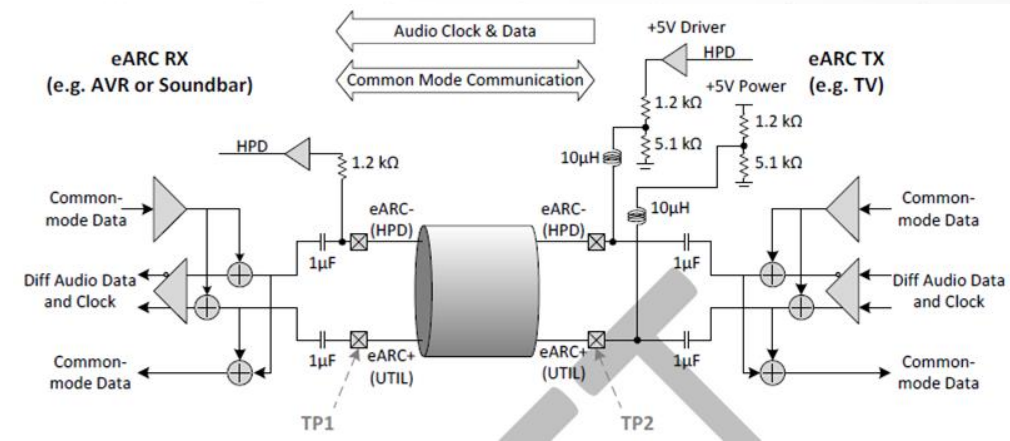 Audio Clock & Data
Common Mode Communication
eARC RX
(e.g. AVR or Soundbar)
+5V Driver
HPD
+5V Power
eARC TX
(e.g. TV)
1.2 kΩ
5.1 kΩ
1.2 kΩ
5.1 kΩ
10µH
10µH
HPD
1.2 kΩ
Common-
mode Data
Diff Audio Data
and Clock
Common-
mode Data
1µF
1µF
eARC-
(HPD)
eARC+
(UTIL)
TP1
eARC-
(HPD)
eARC+
(UTIL)
TP2
1µF
1µF
Common-
mode Data
Diff Audio Data
and Clock
Common-
mode Data